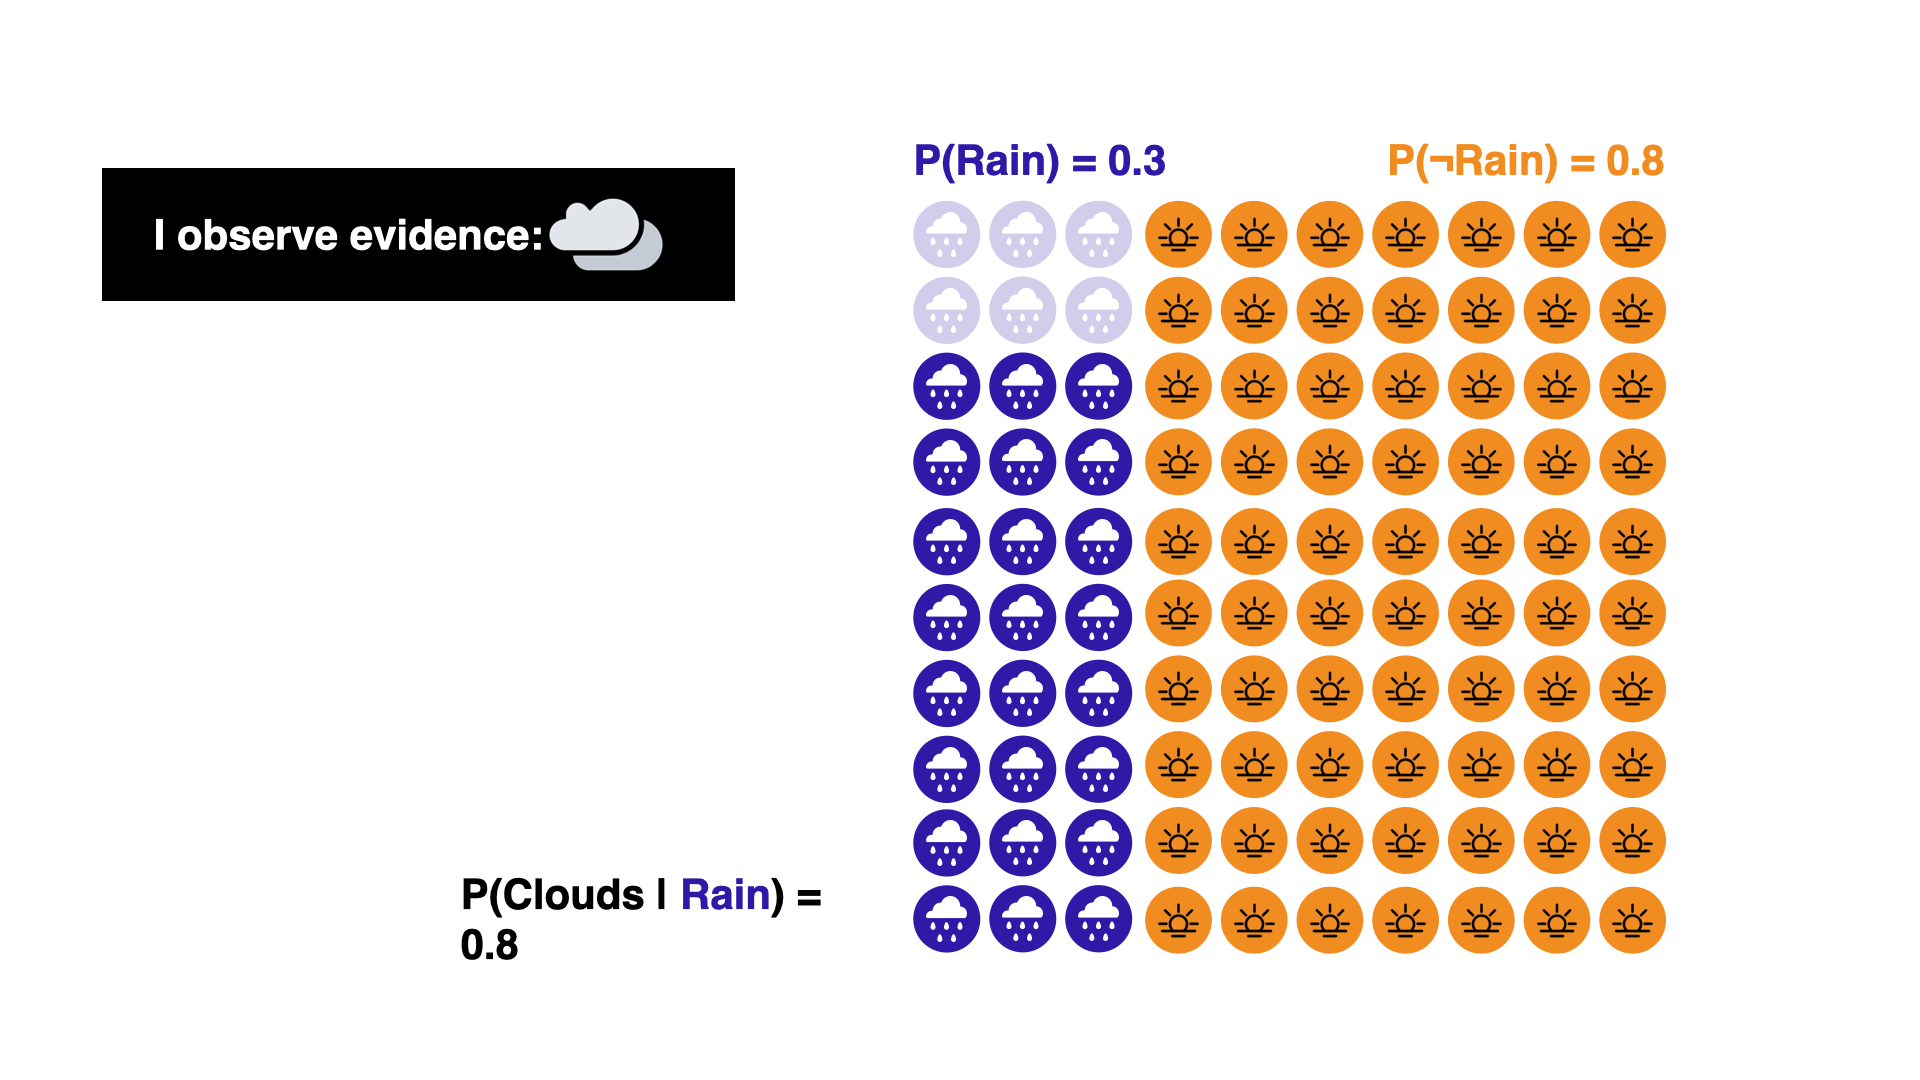 P(Rain) = 0.3
P(¬Rain) = 0.8
I observe evidence:
P(Clouds | Rain) =
0.8